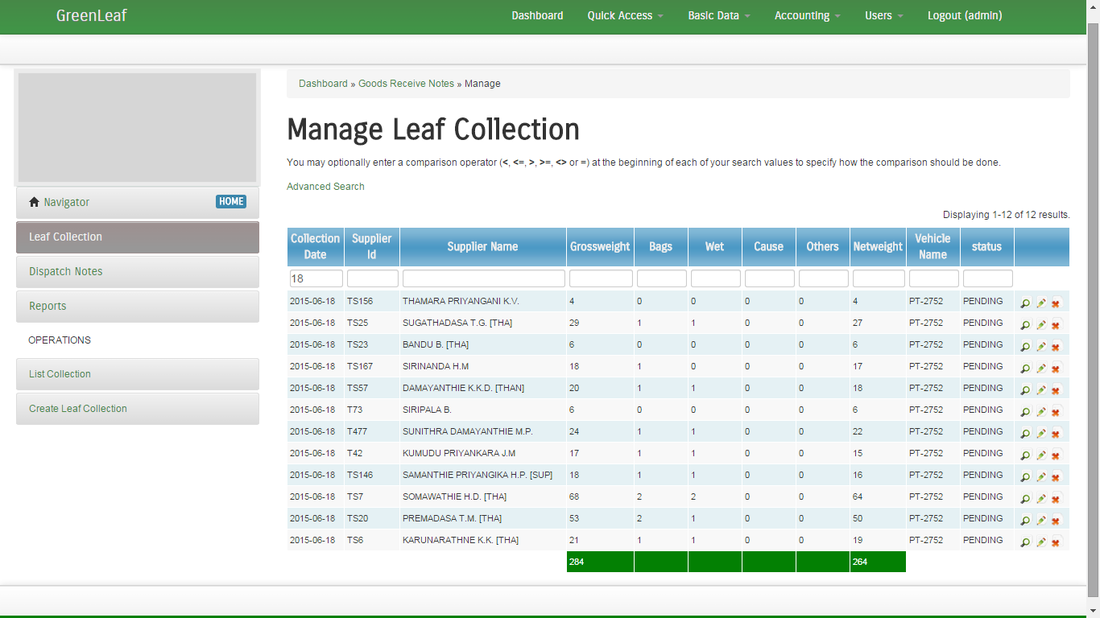 GreenLeaf Dashboard Quick Access Basic Data Accounting Users Logout (admin)
Dashboard » Goods Receive Notes » Manage
Manage Leaf Collection
You may optionally enter a comparison operator (<, <=, >, >=, <> or =) at the beginning of each of your search values to specify how the comparison should be done.
Advanced Search
Navigator HOME
Leaf Collection
Dispatch Notes
Reports
OPERATIONS
List Collection
Create Leaf Collection
Displaying 1-12 of 12 results.
Collection Date Supplier Id Supplier Name Grossweight Bags Wet Cause Others Netweight Vehicle Name status
18
2015-06-18 TS156 THAMARA PRIYANGANI K.V. 4 0 0 0 0 4 PT-2752 PENDING
2015-06-18 TS25 SUGATHADASA T.G. [THA] 29 1 1 0 0 27 PT-2752 PENDING
2015-06-18 TS23 BANDU B. [THA] 6 0 0 0 0 6 PT-2752 PENDING
2015-06-18 TS167 SIRINANDA H.M 18 1 0 0 0 17 PT-2752 PENDING
2015-06-18 TS57 DAMAYANTHIE K.K.D. [THAN] 20 1 1 0 0 18 PT-2752 PENDING
2015-06-18 T73 SIRIPALA B. 6 0 0 0 0 6 PT-2752 PENDING
2015-06-18 T477 SUNITHRA DAMAYANTHIE M.P. 24 1 1 0 0 22 PT-2752 PENDING
2015-06-18 T42 KUMUDU PRIYANKARA J.M 17 1 1 0 0 15 PT-2752 PENDING
2015-06-18 TS146 SAMANTHIE PRIYANGIKA H.P. [SUP] 18 1 1 0 0 16 PT-2752 PENDING
2015-06-18 TS7 SOMAWATHIE H.D. [THA] 68 2 2 0 0 64 PT-2752 PENDING
2015-06-18 TS20 PREMADASA T.M. [THA] 53 2 1 0 0 50 PT-2752 PENDING
2015-06-18 TS6 KARUNARATHNE K.K. [THA] 21 1 1 0 0 19 PT-2752 PENDING
284 264